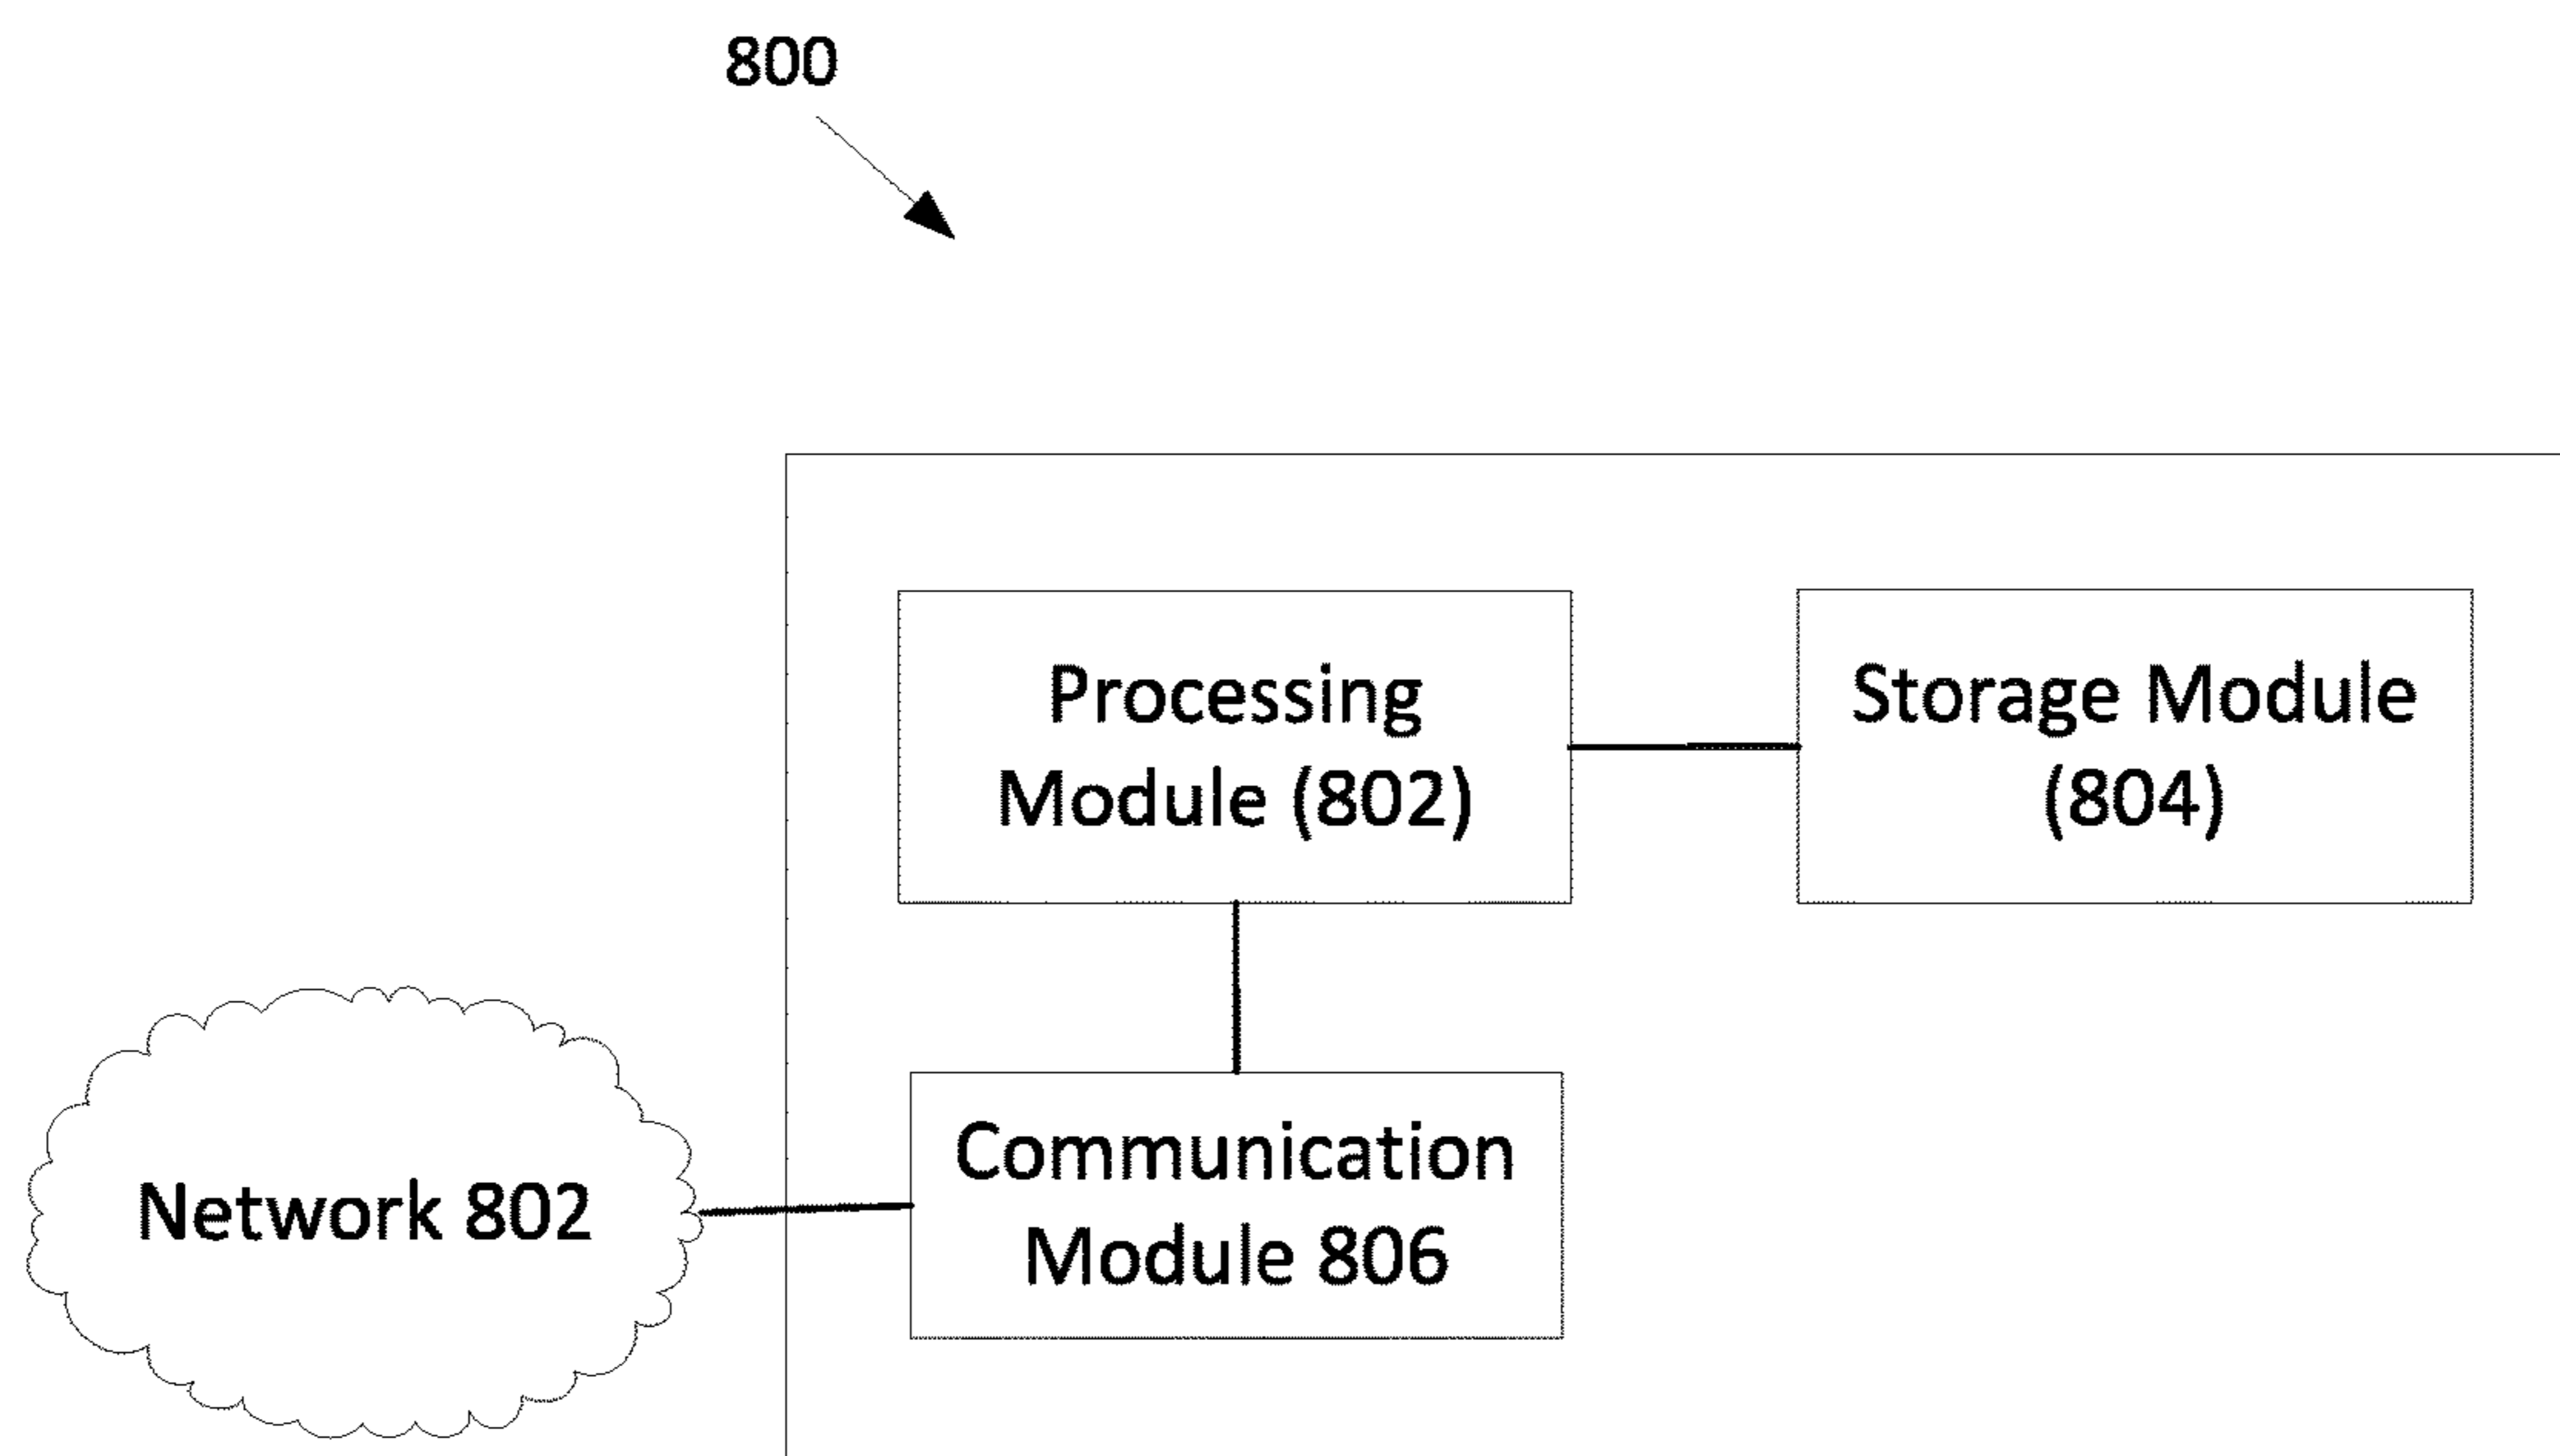 800
Processing
Module (802)
Storage Module
(804)
Communication
Module 806
Network 802